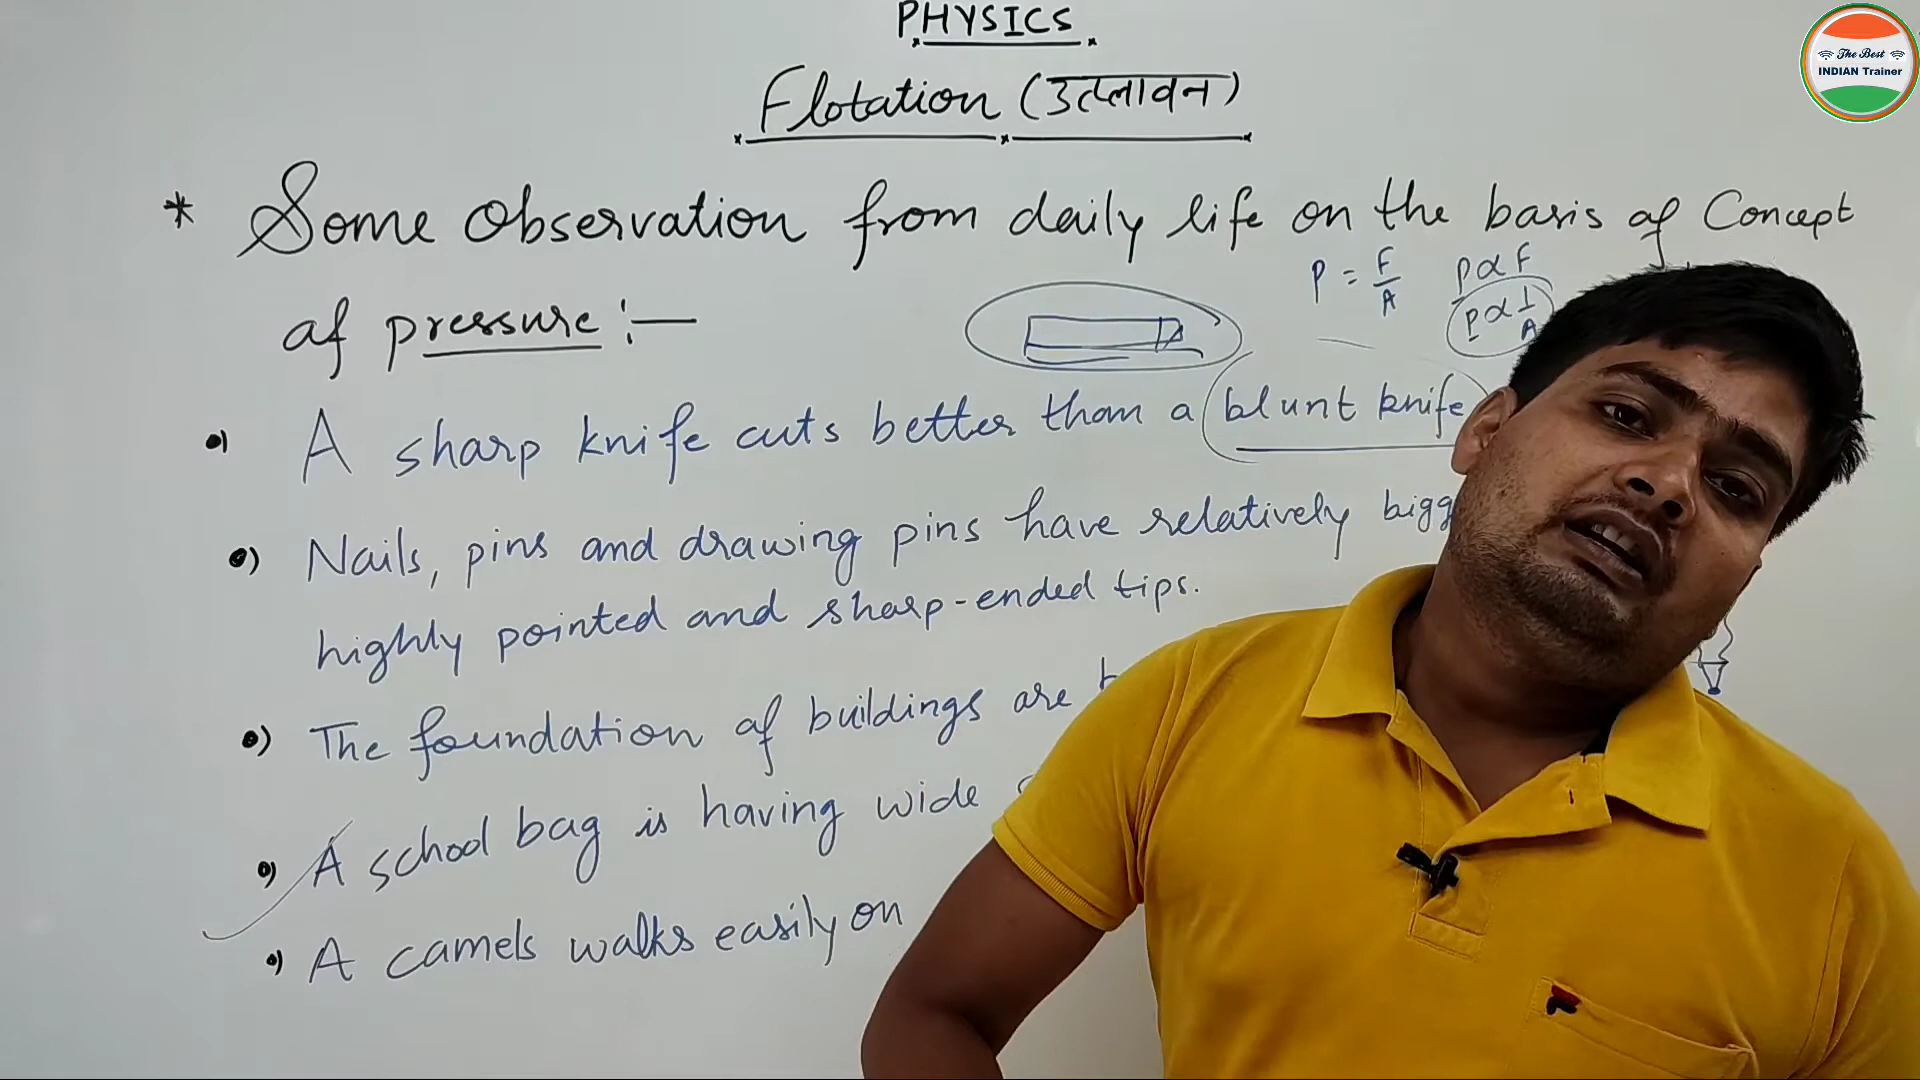 PHYSICS
Flotation (उत्प्लावन)
The Best
INDIAN Trainer
* Some observation from daily life on the basis of Concept
of pressure :—
P = F/A
P ∝ F
P ∝ 1/A
A sharp knife cuts better than a blunt knife
Nails, pins and drawing pins have relatively bigg
highly pointed and sharp-ended tips.
The foundation of buildings are
A school bag is having wide
A camels walks easily on